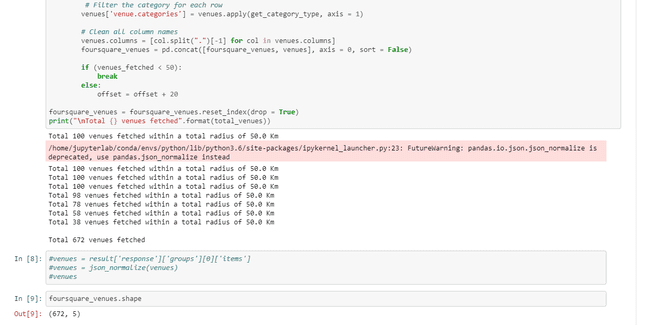 # Filter the category for each row
venues['venue.categories'] = venues.apply(get_category_type, axis = 1)
# Clean all column names
venues.columns = [col.split(".")[-1] for col in venues.columns]
foursquare_venues = pd.concat([foursquare_venues, venues], axis = 0, sort = False)
if (venues_fetched < 50):
break
else:
offset = offset + 20
foursquare_venues = foursquare_venues.reset_index(drop = True)
print("\nTotal {} venues fetched".format(total_venues))
Total 100 venues fetched within a total radius of 50.0 Km
/home/jupyterlab/conda/envs/python/lib/python3.6/site-packages/ipykernel_launcher.py:23: FutureWarning: pandas.io.json.json_normalize is
deprecated, use pandas.json_normalize instead
Total 100 venues fetched within a total radius of 50.0 Km
Total 100 venues fetched within a total radius of 50.0 Km
Total 100 venues fetched within a total radius of 50.0 Km
Total 98 venues fetched within a total radius of 50.0 Km
Total 78 venues fetched within a total radius of 50.0 Km
Total 58 venues fetched within a total radius of 50.0 Km
Total 38 venues fetched within a total radius of 50.0 Km
Total 672 venues fetched
In [8]: #venues = result['response']['groups'][0]['items']
#venues = json_normalize(venues)
#venues
In [9]: foursquare_venues.shape
Out[9]: (672, 5)